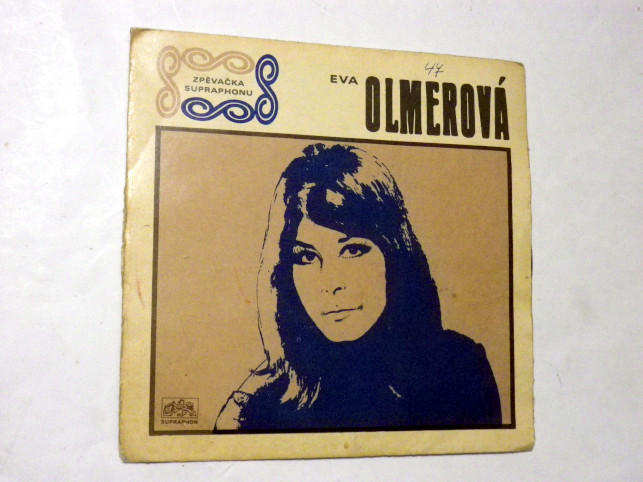 ZPĚVAČKA
SUPRAPHONU
47
EVA OLMEROVÁ
SUPRAPHON